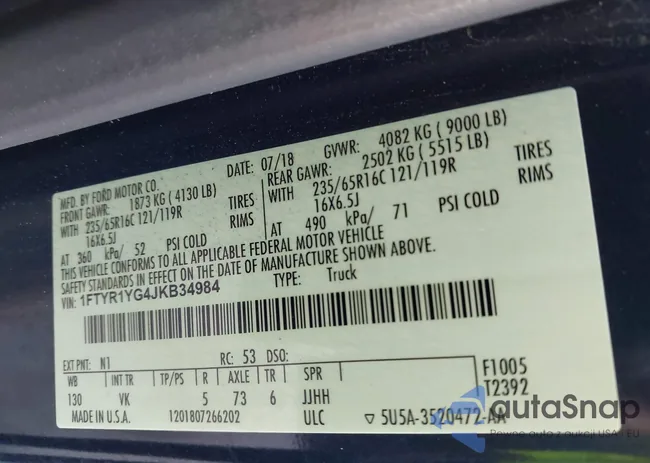 MFD. BY FORD MOTOR CO.
DATE: 07/18 GVWR: 4082 KG ( 9000 LB)
FRONT GAWR: 1873 KG ( 4130 LB) REAR GAWR: 2502 KG ( 5515 LB)
WITH 235/65R16C 121/119R TIRES WITH 235/65R16C 121/119R TIRES
16X6.5J RIMS 16X6.5J RIMS
AT 360 kPa/ 52 PSI COLD AT 490 kPa/ 71 PSI COLD
THIS VEHICLE CONFORMS TO ALL APPLICABLE FEDERAL MOTOR VEHICLE
SAFETY STANDARDS IN EFFECT ON THE DATE OF MANUFACTURE SHOWN ABOVE.
VIN: 1FTYR1YG4JKB34984 TYPE: Truck
EXT PNT: N1 RC: 53 DSO:
WB INT TR TP/PS R AXLE TR SPR F1005
130 VK 5 73 6 JJHH T2392
MADE IN U.S.A. 1201807266202 ULC ▽ 5U5A-3520472-AA
autaSnap
Pewne auto z aukcji USA i EU